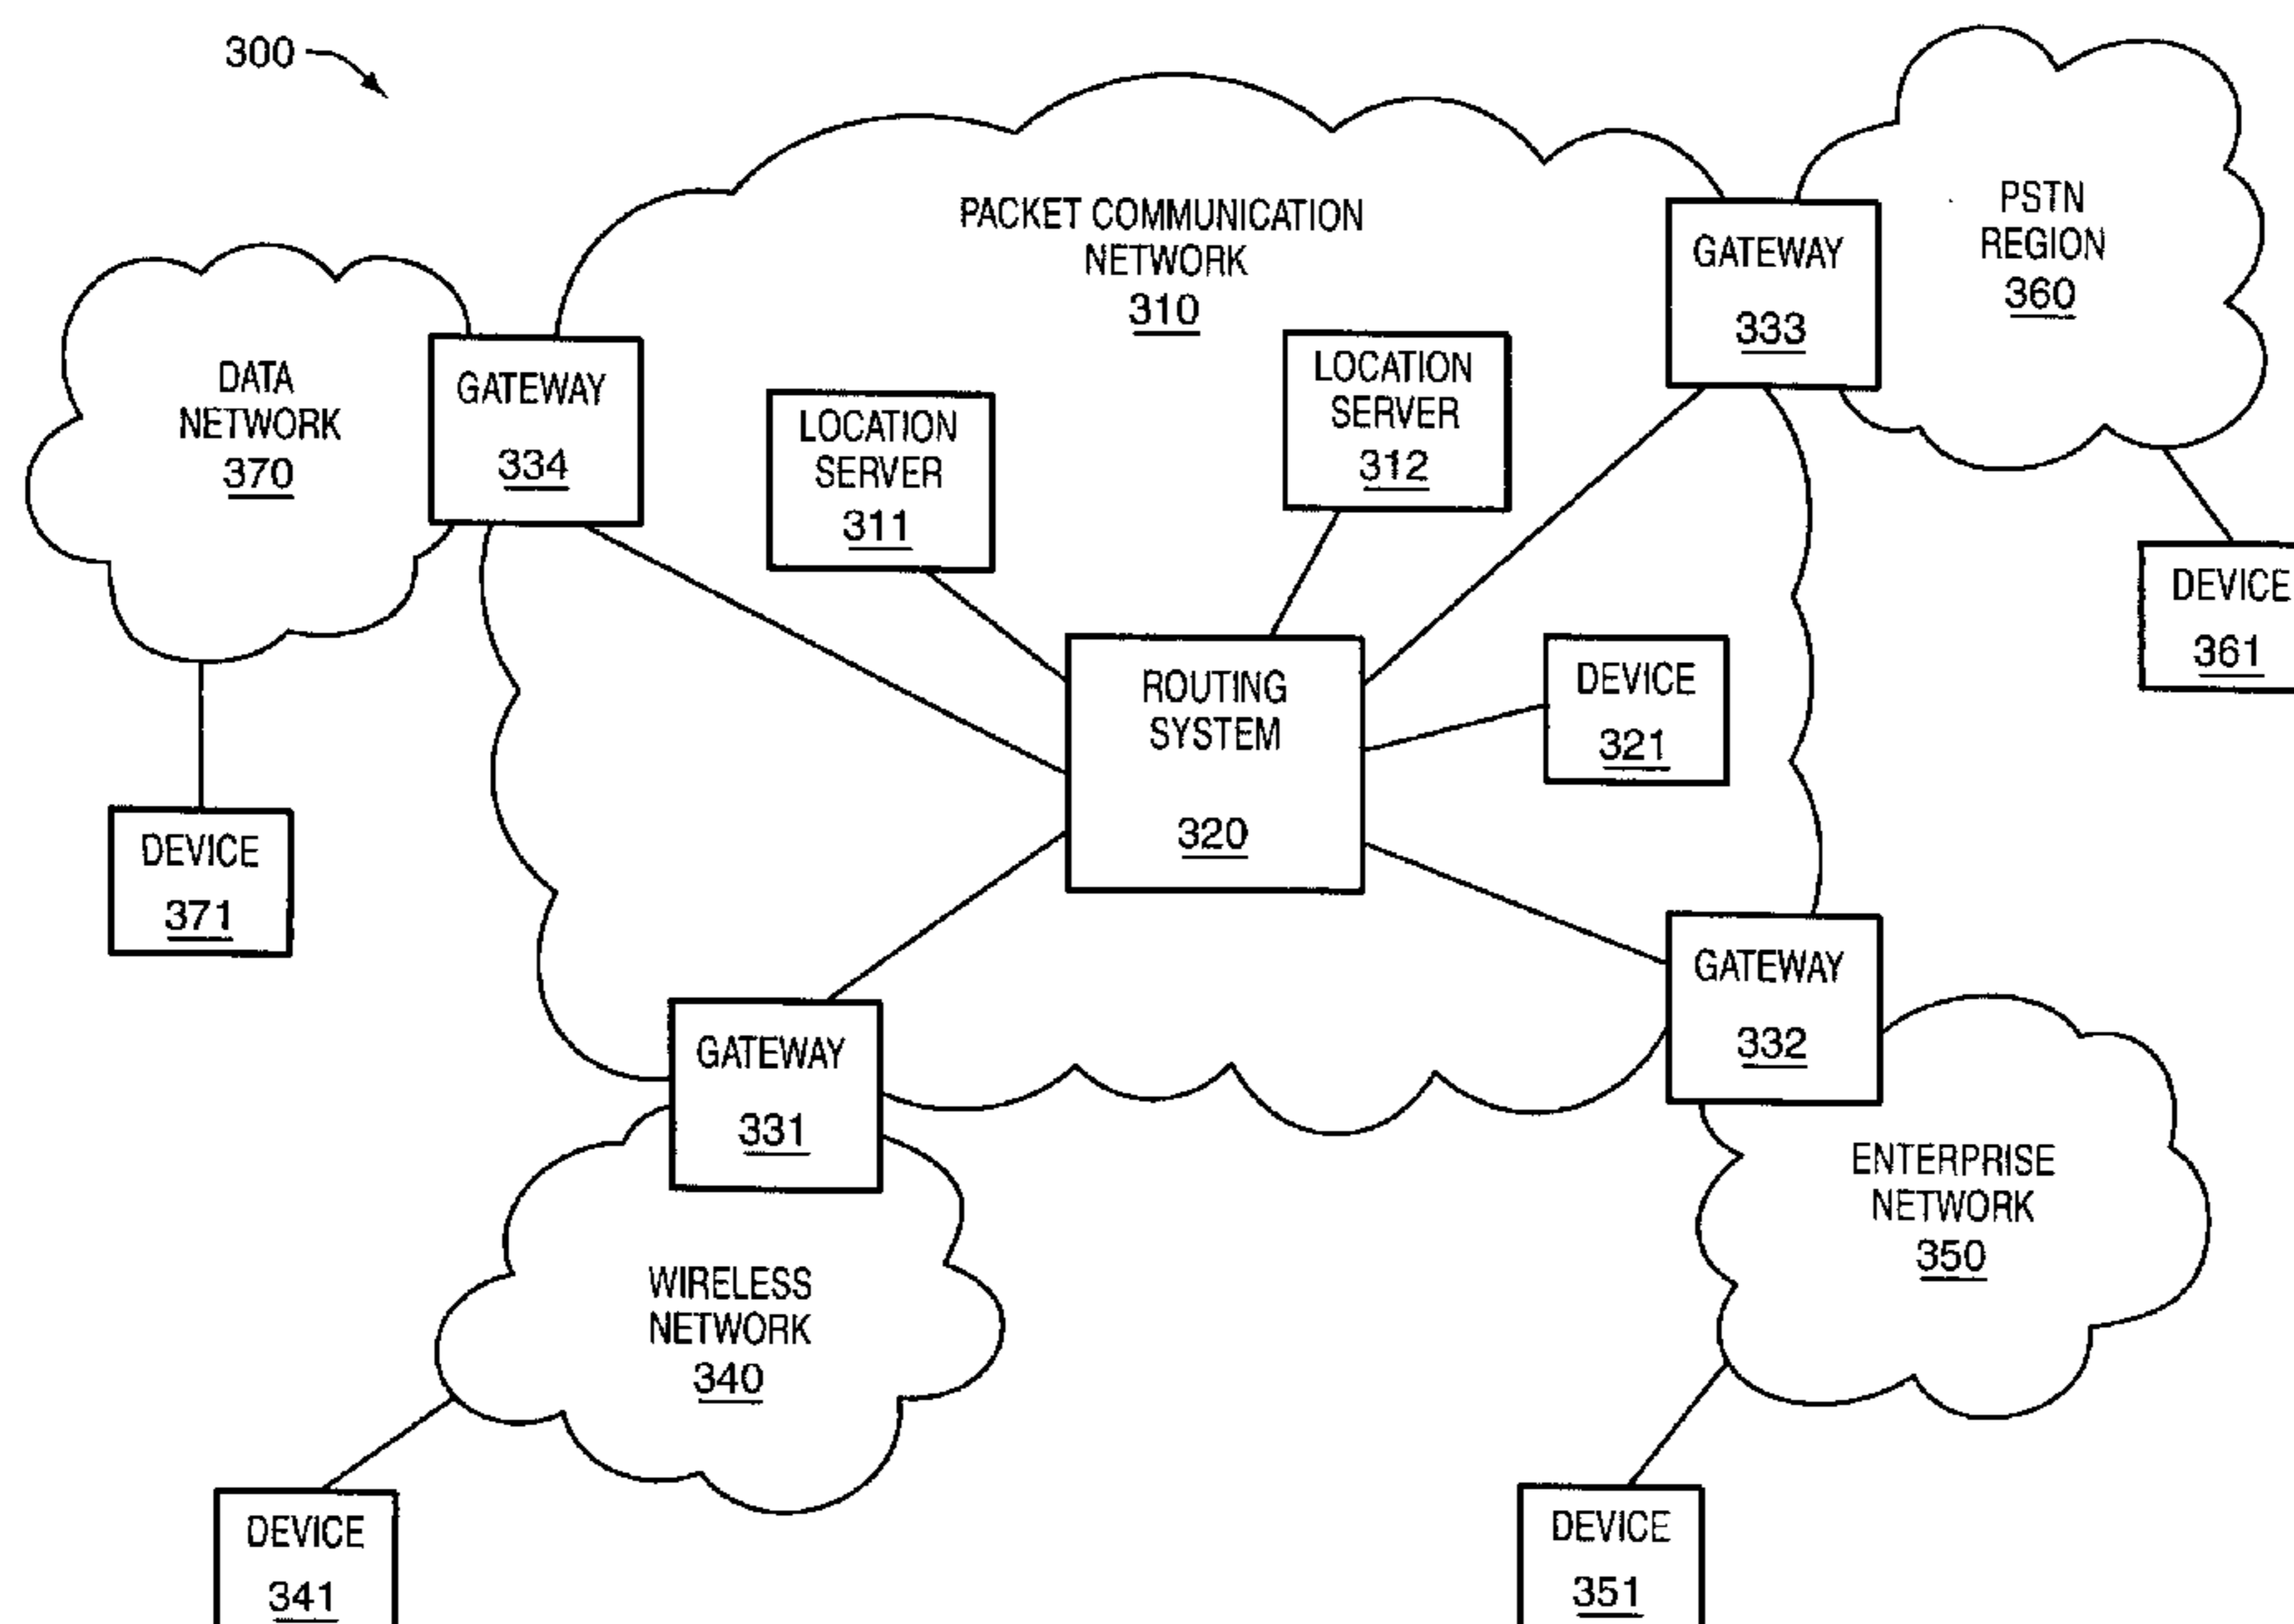 300
PACKET COMMUNICATION
NETWORK
310
PSTN
REGION
360
GATEWAY
333
DATA
NETWORK
370
GATEWAY
334
LOCATION
SERVER
311
LOCATION
SERVER
312
DEVICE
361
ROUTING
SYSTEM
320
DEVICE
321
DEVICE
371
GATEWAY
331
GATEWAY
332
ENTERPRISE
NETWORK
350
WIRELESS
NETWORK
340
DEVICE
341
DEVICE
351